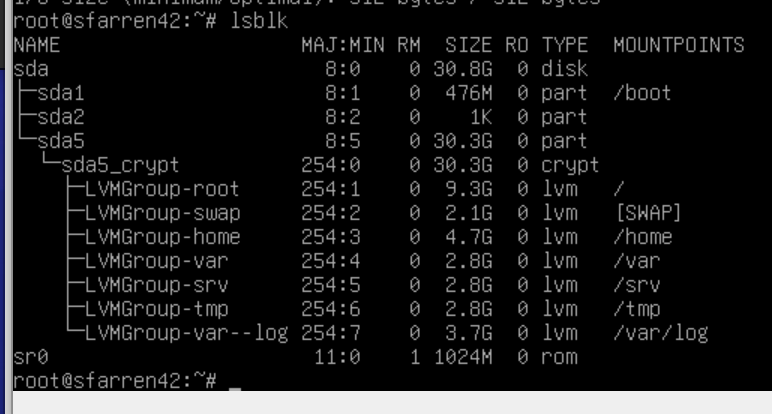 I/O size (minimum/optimal): 512 bytes / 512 bytes
root@sfarren42:~# lsblk
NAME MAJ:MIN RM SIZE RO TYPE MOUNTPOINTS
sda 8:0 0 30.8G 0 disk
├─sda1 8:1 0 476M 0 part /boot
├─sda2 8:2 0 1K 0 part
└─sda5 8:5 0 30.3G 0 part
└─sda5_crypt 254:0 0 30.3G 0 crypt
├─LVMGroup-root 254:1 0 9.3G 0 lvm /
├─LVMGroup-swap 254:2 0 2.1G 0 lvm [SWAP]
├─LVMGroup-home 254:3 0 4.7G 0 lvm /home
├─LVMGroup-var 254:4 0 2.8G 0 lvm /var
├─LVMGroup-srv 254:5 0 2.8G 0 lvm /srv
├─LVMGroup-tmp 254:6 0 2.8G 0 lvm /tmp
└─LVMGroup-var--log 254:7 0 3.7G 0 lvm /var/log
sr0 11:0 1 1024M 0 rom
root@sfarren42:~# _